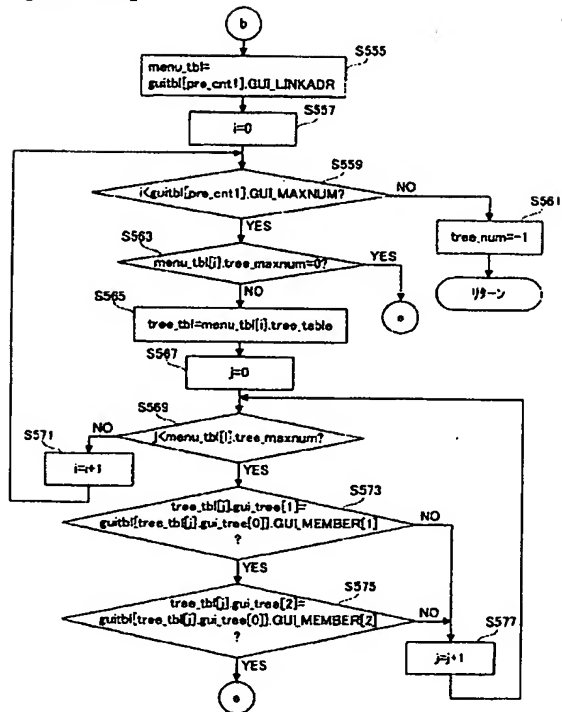 b
S555
menu_tbl=
guitbl[pre_cnt1].GUI_LINKADR
S557
i=0
S559
i<guitbl[pre_cnt1].GUI_MAXNUM?
NO
S561
tree_num=-1
リターン
YES
S563
menu_tbl[i].tree_maxnum=0?
YES
NO
S565
tree_tbl=menu_tbl[i].tree_table
S567
j=0
S569
j<menu_tbl[i].tree_maxnum?
NO
S571
i=i+1
YES
S573
tree_tbl[j].gui_tree[1]=
guitbl[tree_tbl[j].gui_tree[0]].GUI_MEMBER[1]
?
NO
YES
S575
tree_tbl[j].gui_tree[2]=
guitbl[tree_tbl[j].gui_tree[0]].GUI_MEMBER[2]
?
NO
S577
j=j+1
YES